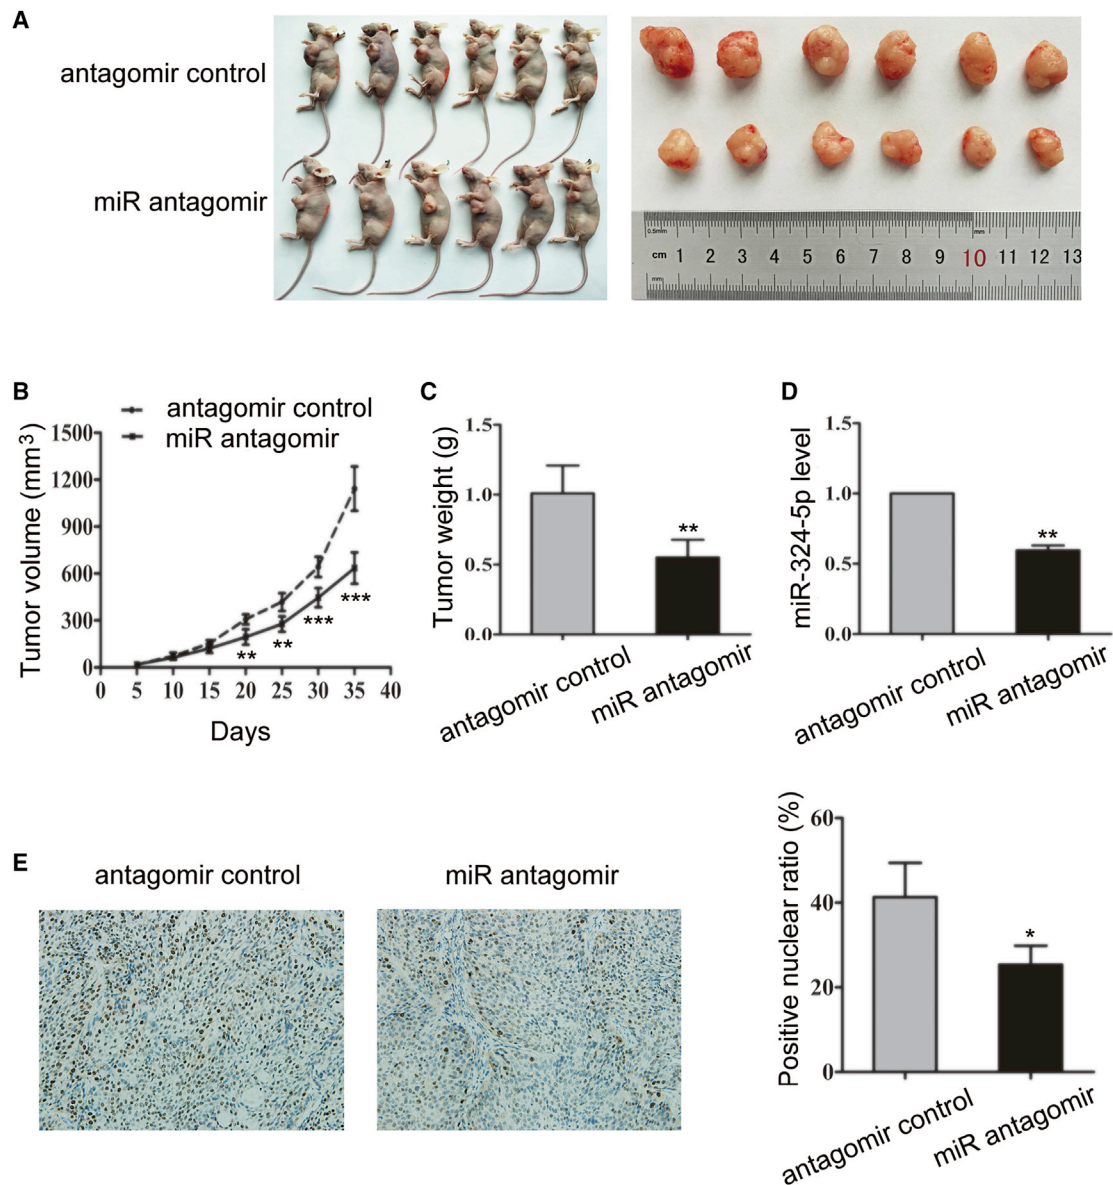 A
antagomir control
miR antagomir
0.5mm
mm
cm 1 2 3 4 5 6 7 8 9 10 11 12 13
mm
B
antagomir control
miR antagomir
Tumor volume (mm³)
1500
1200
900
600
300
0
** ** *** ***
0 5 10 15 20 25 30 35 40
Days
C
Tumor weight (g)
1.5
1.0
0.5
0.0
**
antagomir control
miR antagomir
D
miR-324-5p level
1.5
1.0
0.5
0.0
**
antagomir control
miR antagomir
E
antagomir control
miR antagomir
Positive nuclear ratio (%)
60
40
20
0
*
antagomir control
miR antagomir